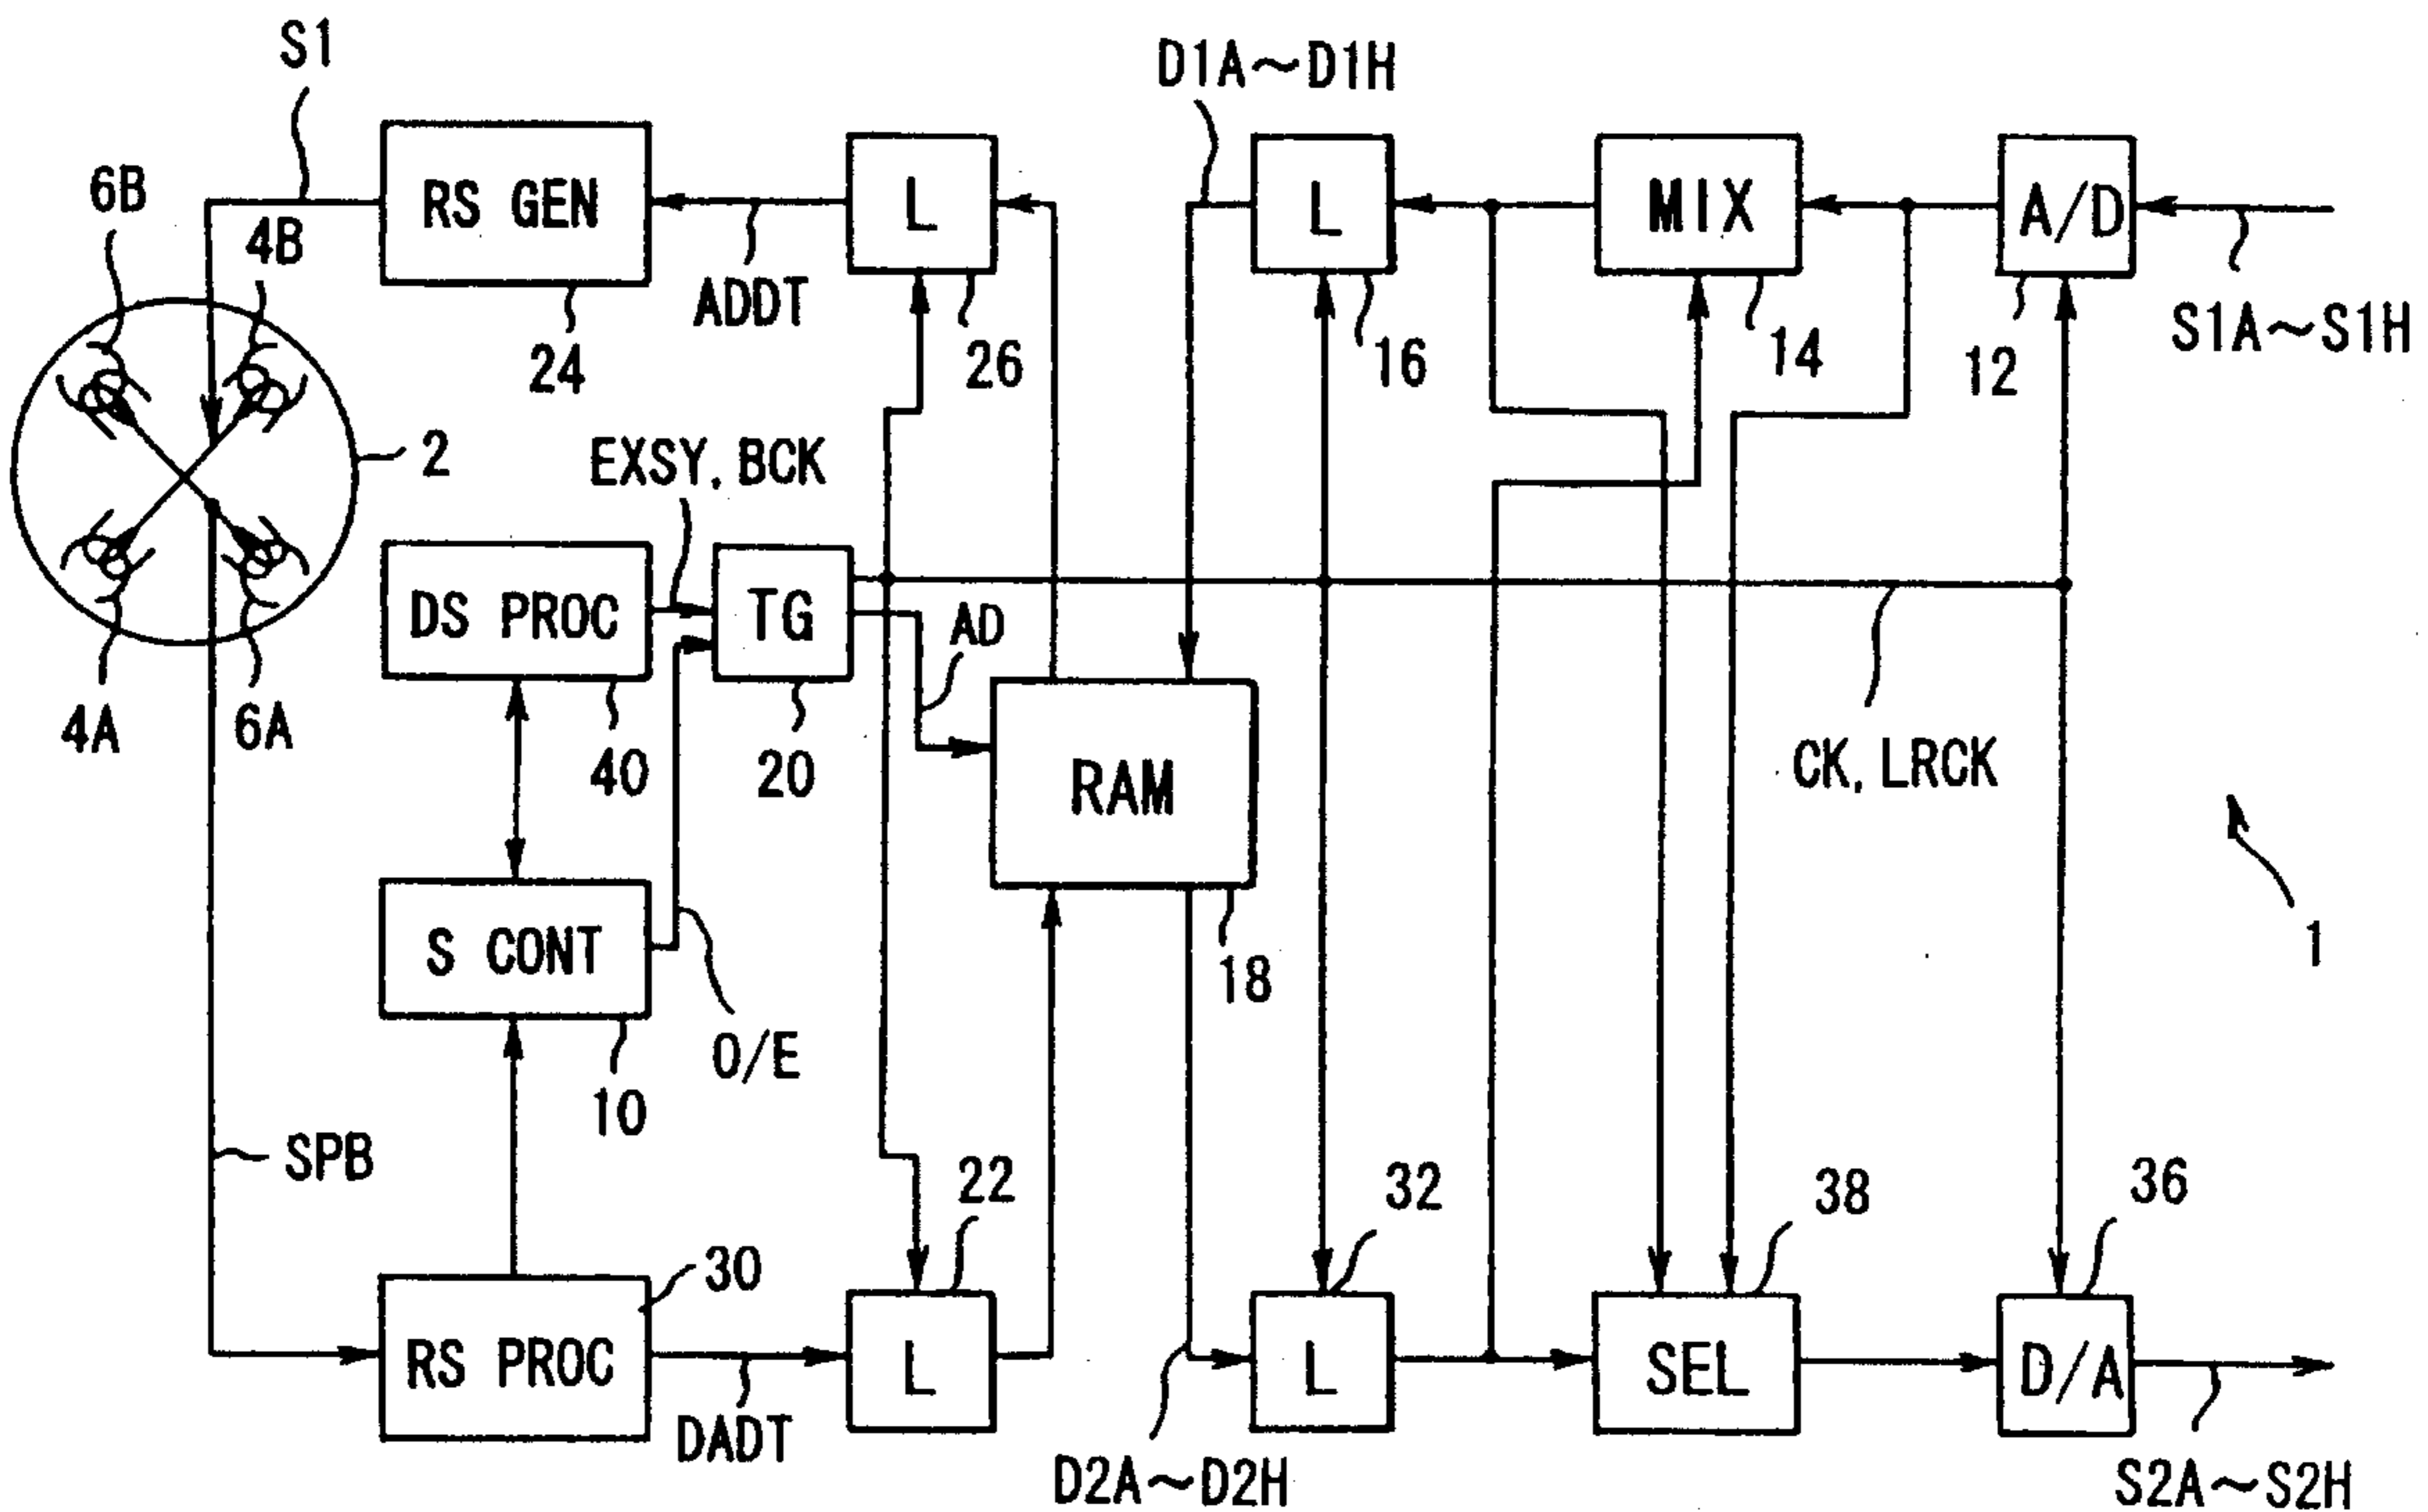 S1
D1A~D1H
6B
4B
RS GEN
L
L
MIX
A/D
ADDT
24
26
16
14
12
S1A~S1H
2
EXSY, BCK
DS PROC
TG
AD
4A
6A
40
20
RAM
CK, LRCK
S CONT
18
1
O/E
10
SPB
22
32
38
36
30
RS PROC
L
L
SEL
D/A
DADT
D2A~D2H
S2A~S2H